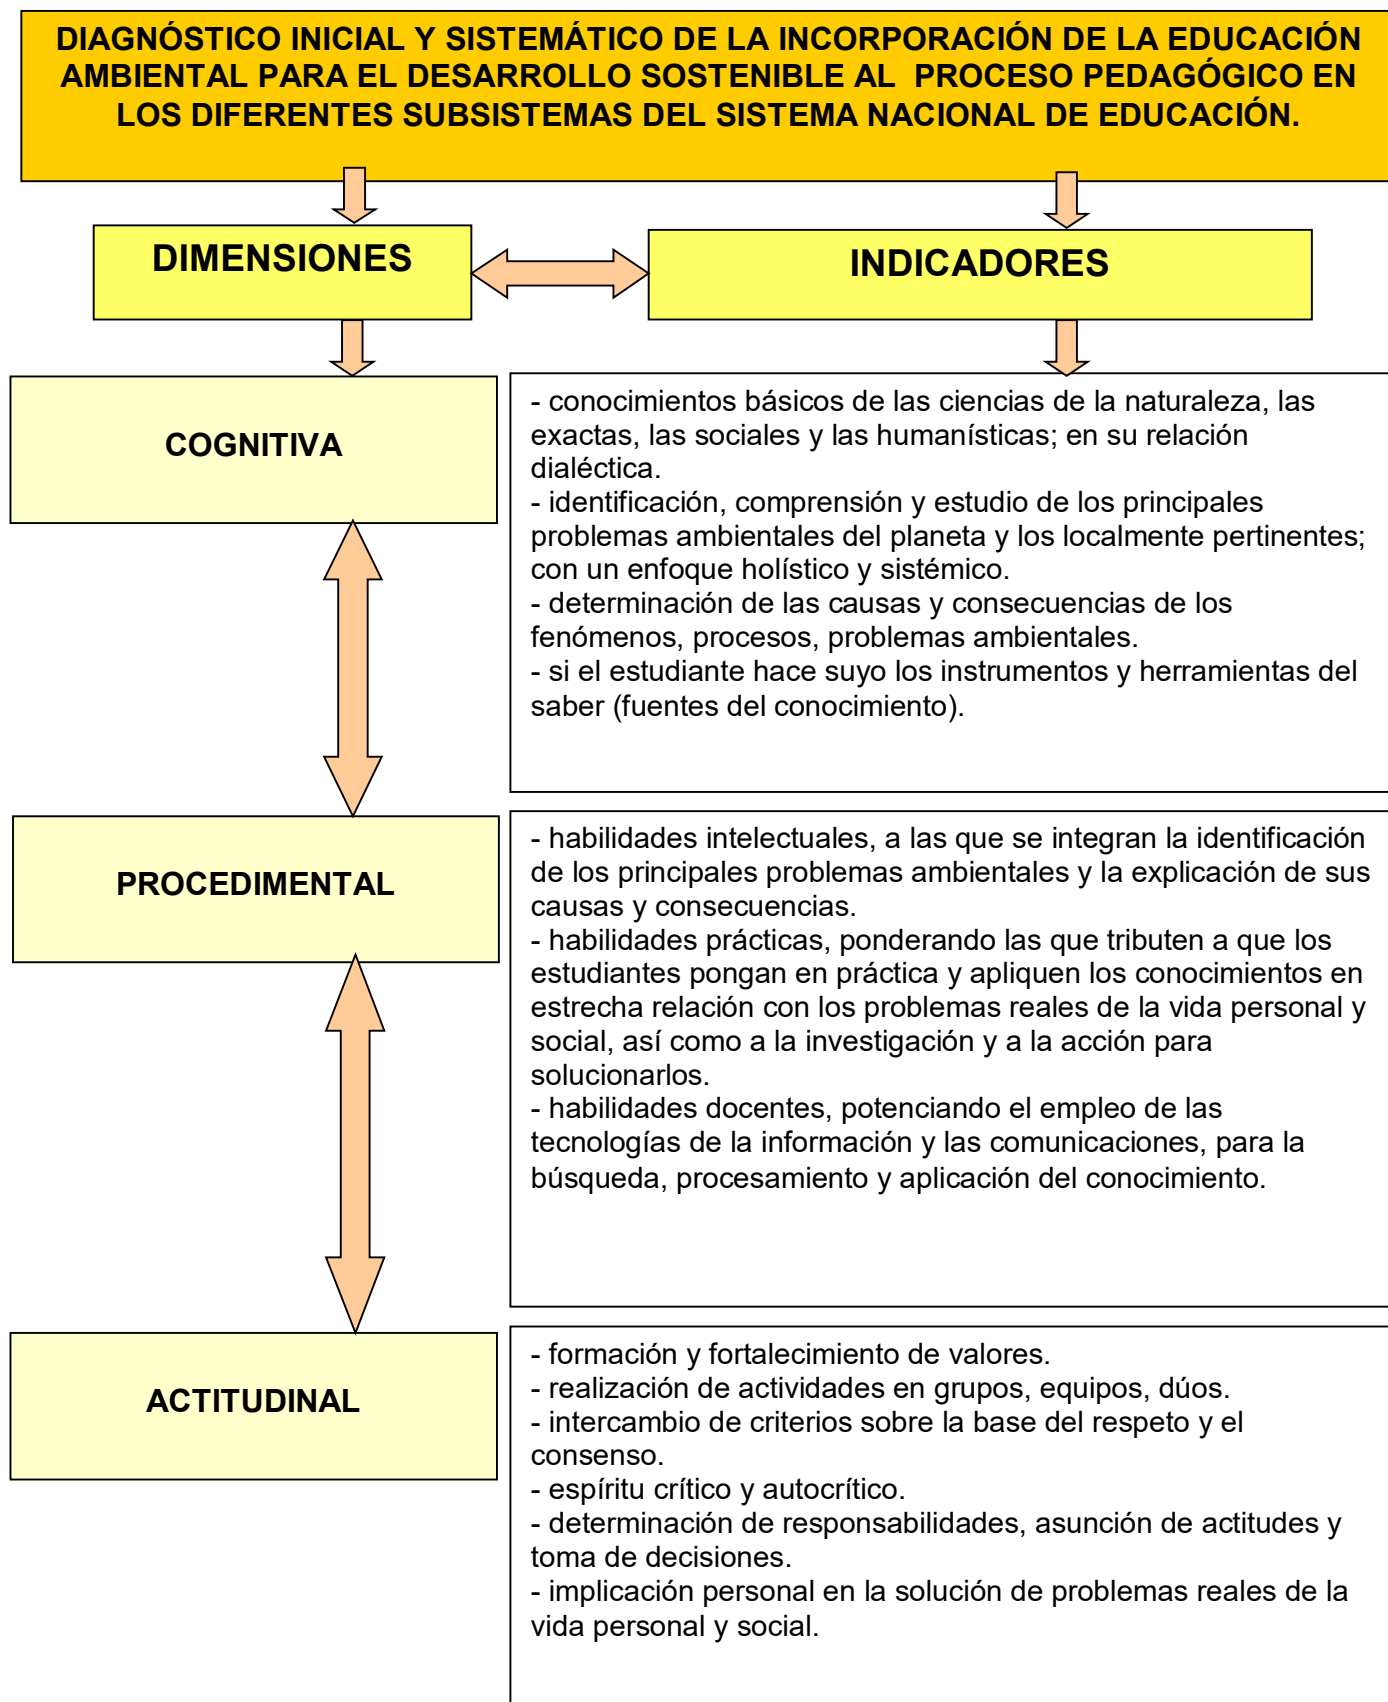 DIAGNÓSTICO INICIAL Y SISTEMÁTICO DE LA INCORPORACIÓN DE LA EDUCACIÓN
AMBIENTAL PARA EL DESARROLLO SOSTENIBLE AL PROCESO PEDAGÓGICO EN
LOS DIFERENTES SUBSISTEMAS DEL SISTEMA NACIONAL DE EDUCACIÓN.
DIMENSIONES
INDICADORES
COGNITIVA
- conocimientos básicos de las ciencias de la naturaleza, las
exactas, las sociales y las humanísticas; en su relación
dialéctica.
- identificación, comprensión y estudio de los principales
problemas ambientales del planeta y los localmente pertinentes;
con un enfoque holístico y sistémico.
- determinación de las causas y consecuencias de los
fenómenos, procesos, problemas ambientales.
- si el estudiante hace suyo los instrumentos y herramientas del
saber (fuentes del conocimiento).
PROCEDIMENTAL
- habilidades intelectuales, a las que se integran la identificación
de los principales problemas ambientales y la explicación de sus
causas y consecuencias.
- habilidades prácticas, ponderando las que tributen a que los
estudiantes pongan en práctica y apliquen los conocimientos en
estrecha relación con los problemas reales de la vida personal y
social, así como a la investigación y a la acción para
solucionarlos.
- habilidades docentes, potenciando el empleo de las
tecnologías de la información y las comunicaciones, para la
búsqueda, procesamiento y aplicación del conocimiento.
ACTITUDINAL
- formación y fortalecimiento de valores.
- realización de actividades en grupos, equipos, dúos.
- intercambio de criterios sobre la base del respeto y el
consenso.
- espíritu crítico y autocrítico.
- determinación de responsabilidades, asunción de actitudes y
toma de decisiones.
- implicación personal en la solución de problemas reales de la
vida personal y social.